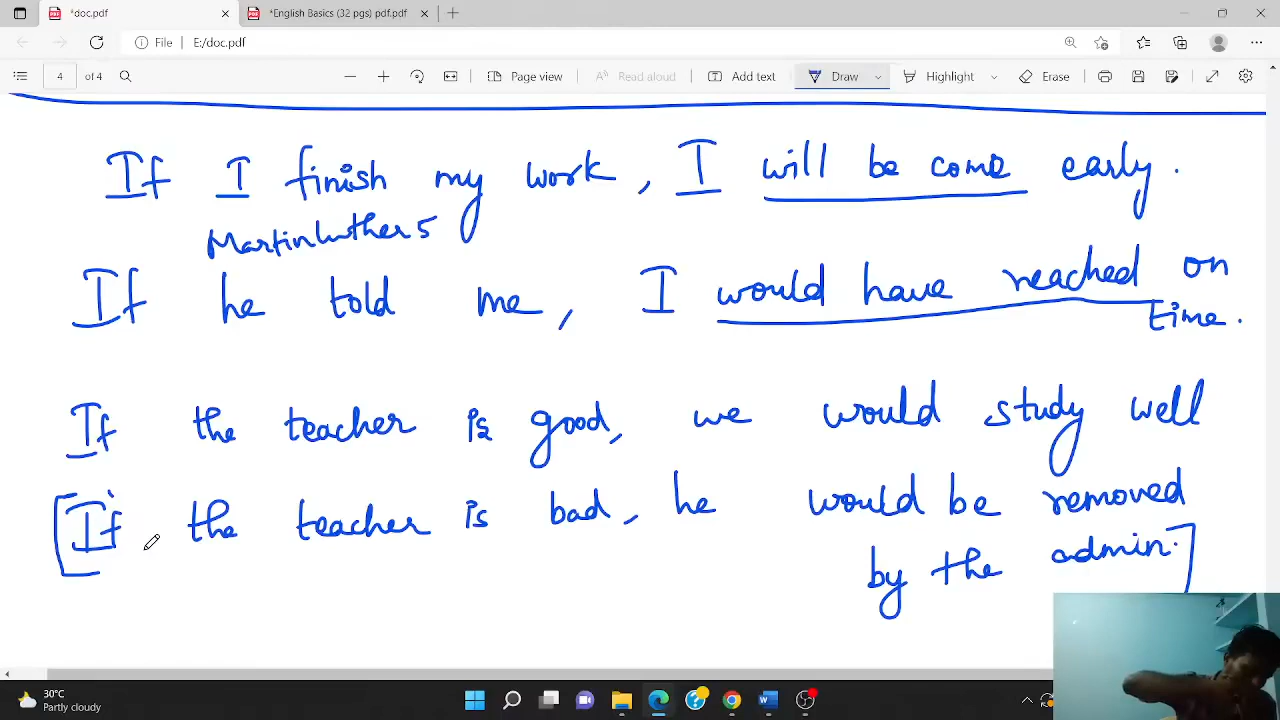 *doc.pdf
*English Basics (32 pgs) pdf.pdf
File E:/doc.pdf
4 of 4 Page view Read aloud Add text Draw Highlight Erase
If I finish my work, I will be come early.
MartinLuther5
If he told me, I would have reached on
time.
If the teacher is good, we would study well
[If the teacher is bad, he would be removed
by the admin.]
30°C
Partly cloudy